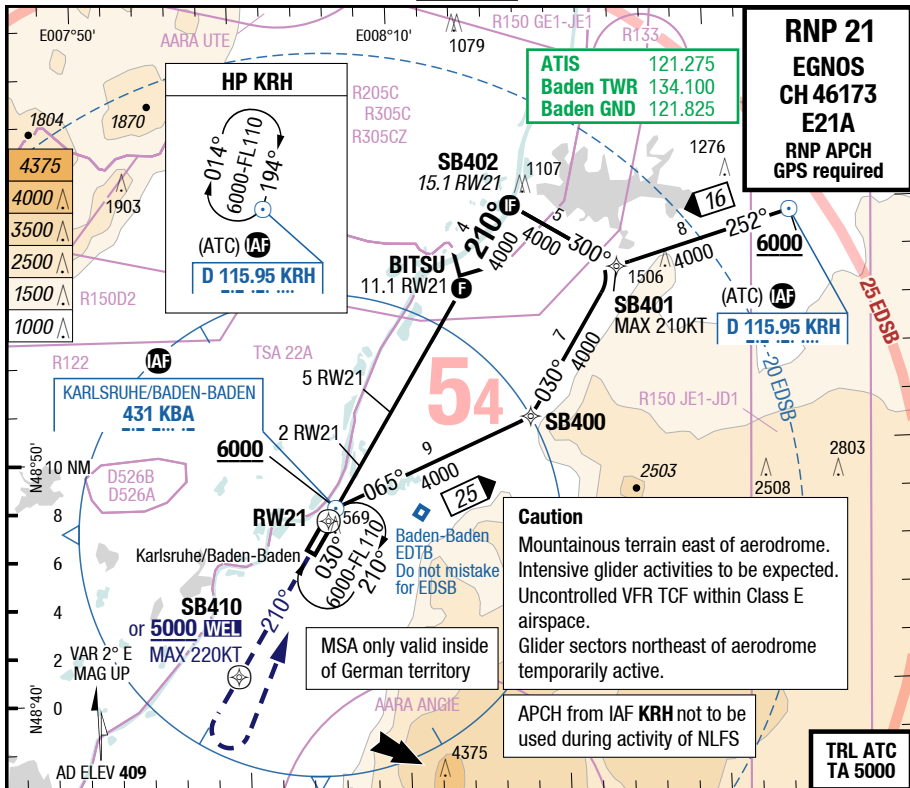 E007°50'
E008°10'
R150 GE1-JE1
1079
R133
AARA UTE
RNP 21
EGNOS
CH 46173
E21A
RNP APCH
GPS required
ATIS 121.275
Baden TWR 134.100
Baden GND 121.825
HP KRH
014°
6000-FL110
194°
(ATC) IAF
D 115.95 KRH
R205C
R305C
R305CZ
1804
1870
1903
4375
4000
3500
2500
1500
1000
R150D2
SB402
15.1 RW21
1107
IF
1276
16
5
4000
300°
8
4000
252°
6000
4
210°
4000
BITSU
11.1 RW21
F
1506
SB401
MAX 210KT
(ATC) IAF
D 115.95 KRH
25 EDSB
20 EDSB
R122
IAF
TSA 22A
KARLSRUHE/BADEN-BADEN
431 KBA
5 RW21
2 RW21
54
7
4000
030°
R150 JE1-JD1
SB400
6000
9
065°
4000
25
2503
2508
2803
N48°50'
10 NM
8
6
4
2
0
D526B
D526A
RW21
569
Karlsruhe/Baden-Baden
030°
6000-FL110
210°
Baden-Baden
EDTB
Do not mistake
for EDSB
Caution
Mountainous terrain east of aerodrome.
Intensive glider activities to be expected.
Uncontrolled VFR TCF within Class E
airspace.
Glider sectors northeast of aerodrome
temporarily active.
SB410
or 5000 WEL
MAX 220KT
210°
MSA only valid inside
of German territory
VAR 2° E
MAG UP
N48°40'
AARA ANGIE
APCH from IAF KRH not to be
used during activity of NLFS
4375
AD ELEV 409
TRL ATC
TA 5000